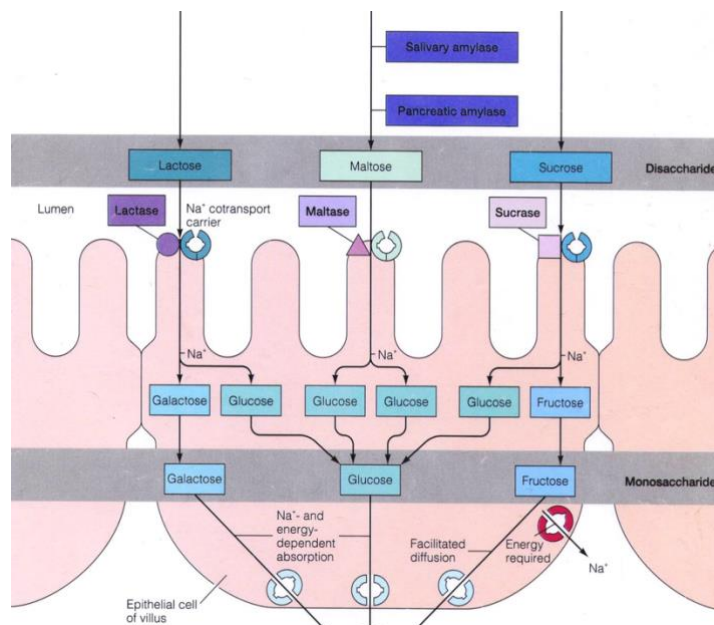 Salivary amylase
Pancreatic amylase
Lactose
Maltose
Sucrose
Disaccharide
Lumen
Lactase
Na⁺ cotransport
carrier
Maltase
Sucrase
Na⁺
Na⁺
Na⁺
Galactose
Glucose
Glucose
Glucose
Glucose
Fructose
Galactose
Glucose
Fructose
Monosaccharide
Na⁺- and
energy-
dependent
absorption
Facilitated
diffusion
Energy
required
Na⁺
Epithelial cell
of villus